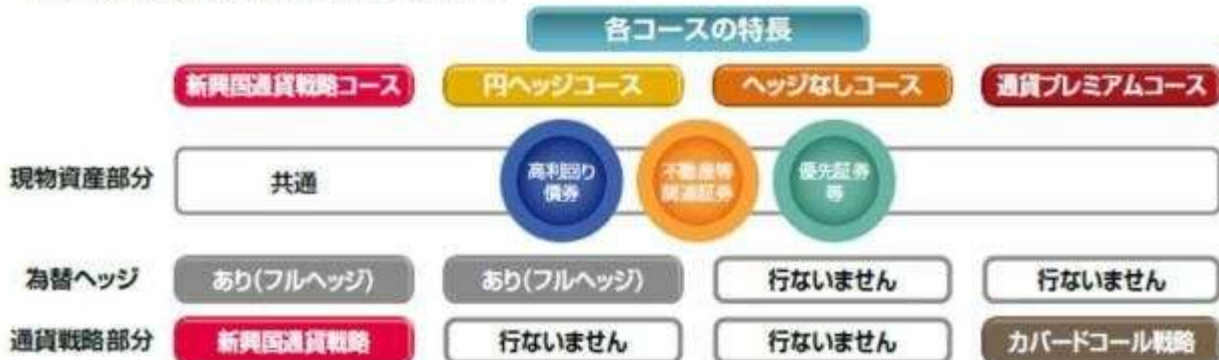 各コースの特長
新興国通貨戦略コース 円ヘッジコース ヘッジなしコース 通貨プレミアムコース
現物資産部分 共通 高利回り債券 不動産等関連証券 優先証券等
為替ヘッジ あり(フルヘッジ) あり(フルヘッジ) 行ないません 行ないません
通貨戦略部分 新興国通貨戦略 行ないません 行ないません カバードコール戦略